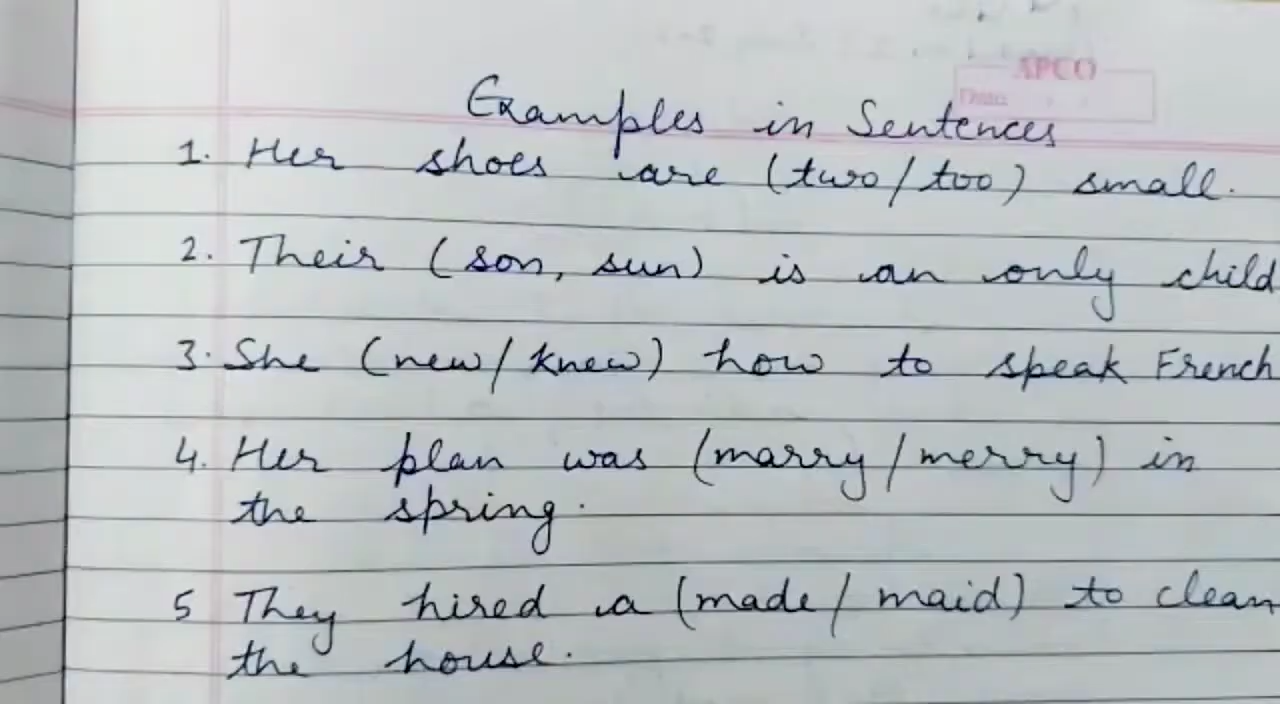 APCO
Date
Examples in Sentences
1. Her shoes are (two/too) small.
2. Their (son, sun) is an only child
3. She (new/knew) how to speak French
4. Her plan was (marry/merry) in
the spring.
5 They hired a (made/maid) to clean
the house.